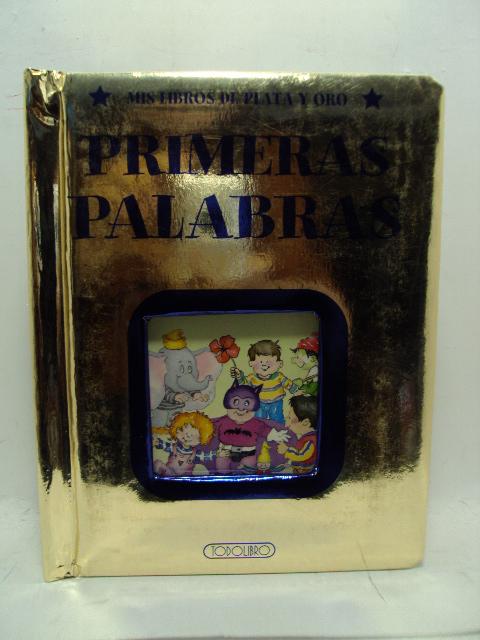 MIS LIBROS DE PLATA Y ORO
PRIMERAS
PALABRAS
TODOLIBRO